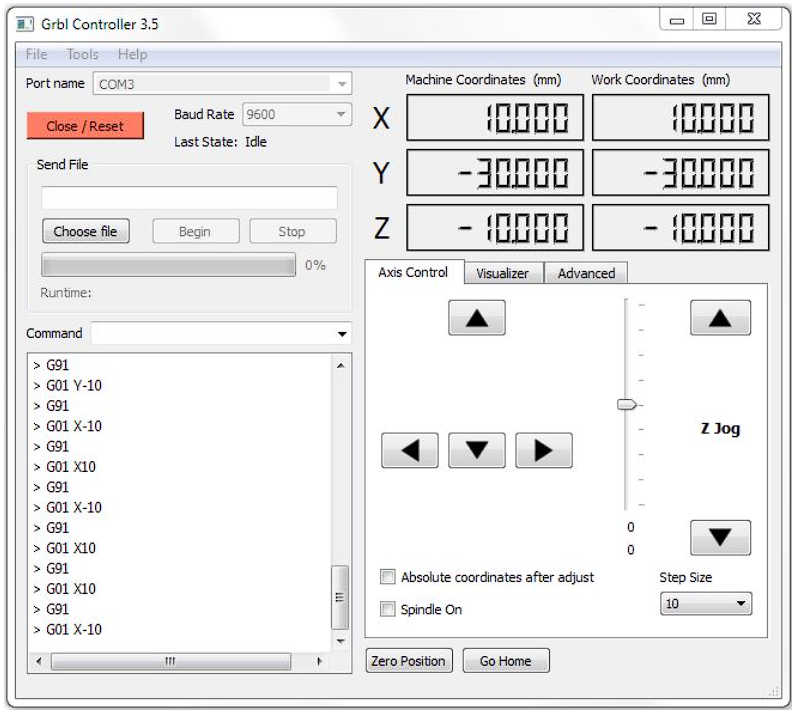 Grbl Controller 3.5
File Tools Help
Port name COM3
Close / Reset
Baud Rate 9600
Last State: Idle
Send File
Choose file Begin Stop
0%
Runtime:
Command
> G91
> G01 Y-10
> G91
> G01 X-10
> G91
> G01 X10
> G91
> G01 X-10
> G91
> G01 X10
> G91
> G01 X10
> G91
> G01 X-10
Machine Coordinates (mm) Work Coordinates (mm)
X 10.000 10.000
Y -30.000 -30.000
Z -10.000 -10.000
Axis Control Visualizer Advanced
Z Jog
0
0
Absolute coordinates after adjust
Step Size
Spindle On
10
Zero Position Go Home